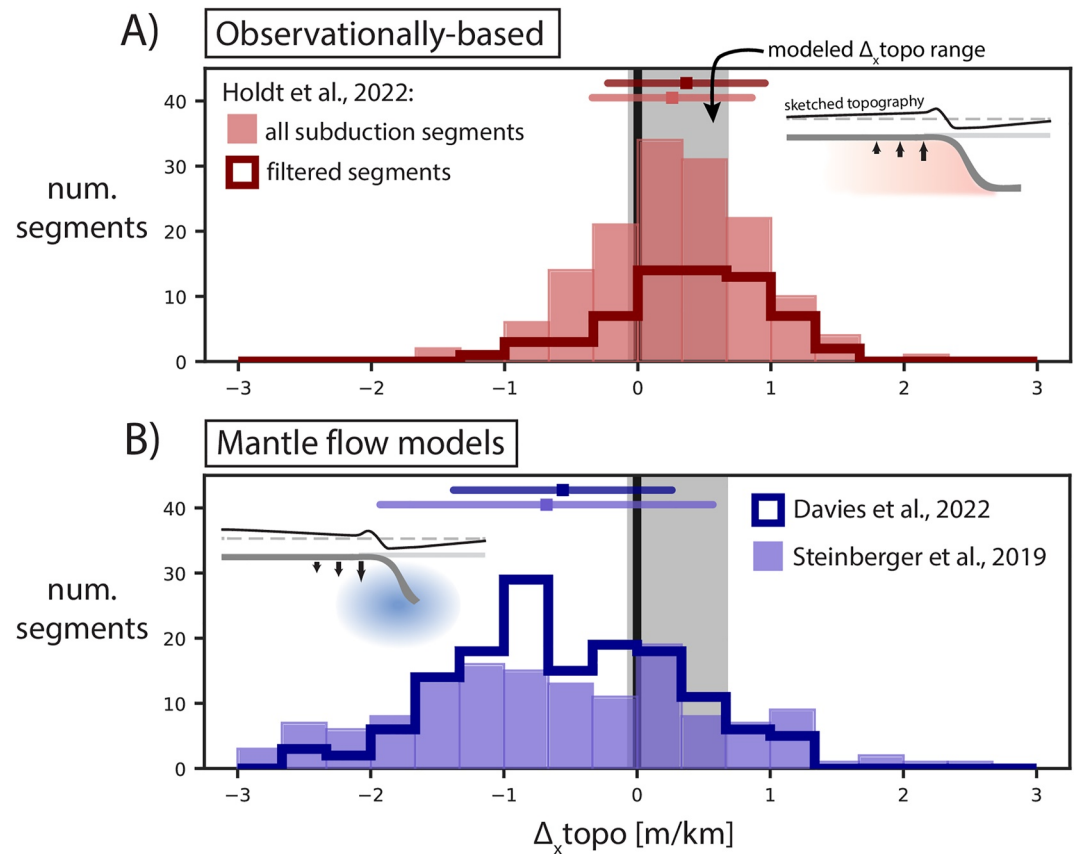 A)
Observationally-based
modeled Δxtopo range
Holdt et al., 2022:
all subduction segments
filtered segments
sketched topography
num.
segments
40
30
20
10
0
−3 −2 −1 0 1 2 3
B)
Mantle flow models
Davies et al., 2022
Steinberger et al., 2019
num.
segments
40
30
20
10
0
−3 −2 −1 0 1 2 3
Δxtopo [m/km]